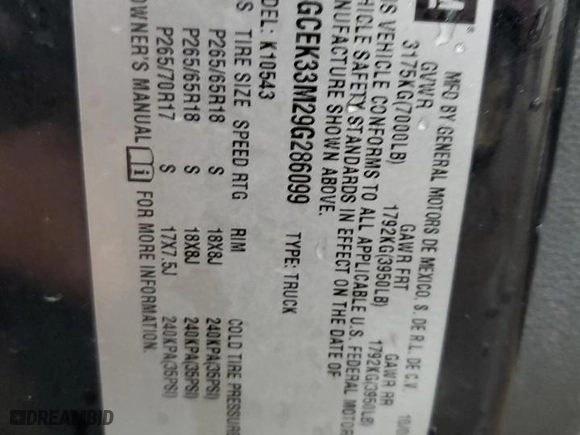 MFD BY GENERAL MOTORS DE MEXICO, S. DE R.L. DE C.V.
GVWR GAWR FRT GAWR RR
3175KG(7000LB) 1792KG(3950LB) 1792KG(3950LB)
VEHICLE CONFORMS TO ALL APPLICABLE U.S. FEDERAL MOTOR
VEHICLE SAFETY STANDARDS IN EFFECT ON THE DATE OF
MANUFACTURE SHOWN ABOVE.
GCEK33M29G286099 TYPE: TRUCK
MODEL: K10543
TIRE SIZE SPEED RTG RIM COLD TIRE PRESSURE
P265/65R18 S 18X8J 240KPA(35PSI)
P265/65R18 S 18X8J 240KPA(35PSI)
P265/70R17 S 17X7.5J 240KPA(35PSI)
OWNER'S MANUAL i FOR MORE INFORMATION.
DREAMBID